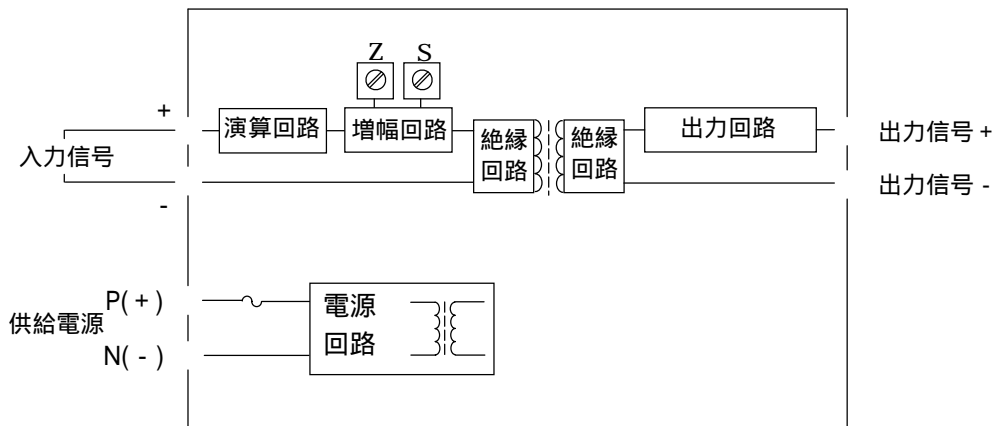 Z S
+
演算回路 増幅回路 絶縁回路 絶縁回路 出力回路 出力信号 +
入力信号
出力信号 -
-
P( + )
供給電源
N( - )
電源
回路